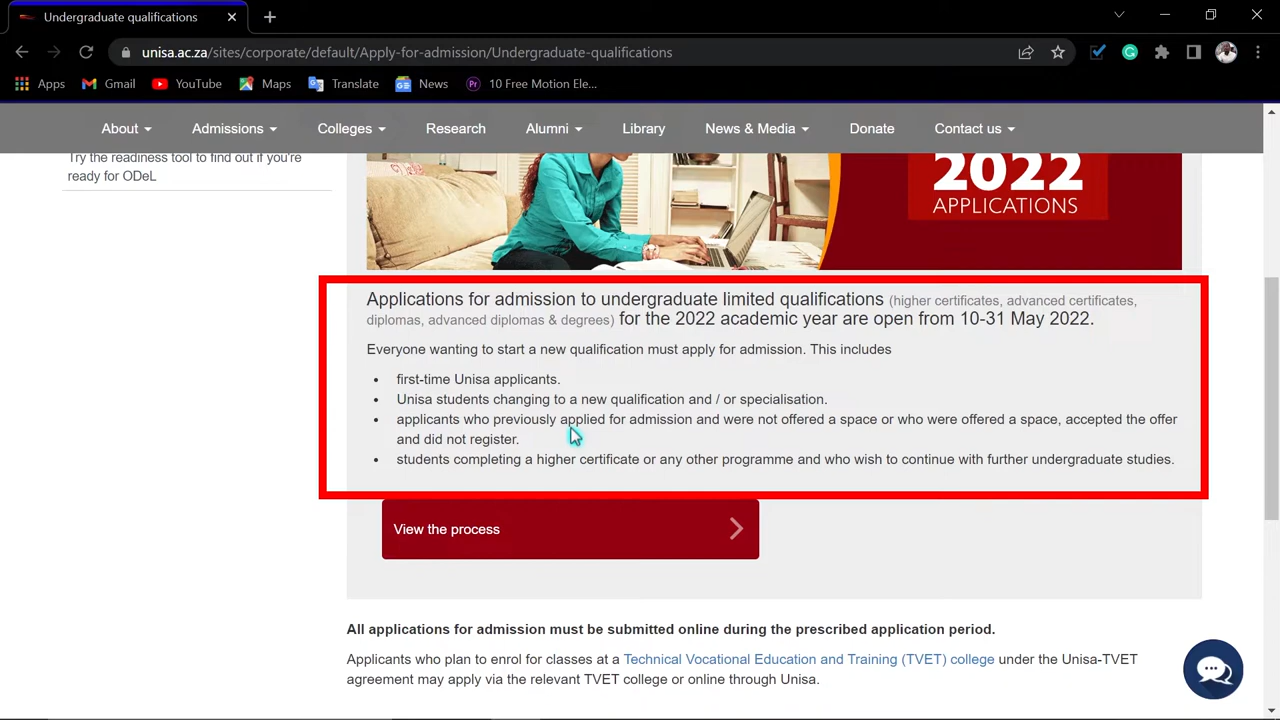 Undergraduate qualifications
unisa.ac.za/sites/corporate/default/Apply-for-admission/Undergraduate-qualifications
Apps Gmail YouTube Maps Translate News Pr 10 Free Motion Ele...
About Admissions Colleges Research Alumni Library News & Media Donate Contact us
Try the readiness tool to find out if you're
ready for ODeL
2022
APPLICATIONS
Applications for admission to undergraduate limited qualifications (higher certificates, advanced certificates,
diplomas, advanced diplomas & degrees) for the 2022 academic year are open from 10-31 May 2022.
Everyone wanting to start a new qualification must apply for admission. This includes
• first-time Unisa applicants.
• Unisa students changing to a new qualification and / or specialisation.
• applicants who previously applied for admission and were not offered a space or who were offered a space, accepted the offer
and did not register.
• students completing a higher certificate or any other programme and who wish to continue with further undergraduate studies.
View the process
All applications for admission must be submitted online during the prescribed application period.
Applicants who plan to enrol for classes at a Technical Vocational Education and Training (TVET) college under the Unisa-TVET
agreement may apply via the relevant TVET college or online through Unisa.